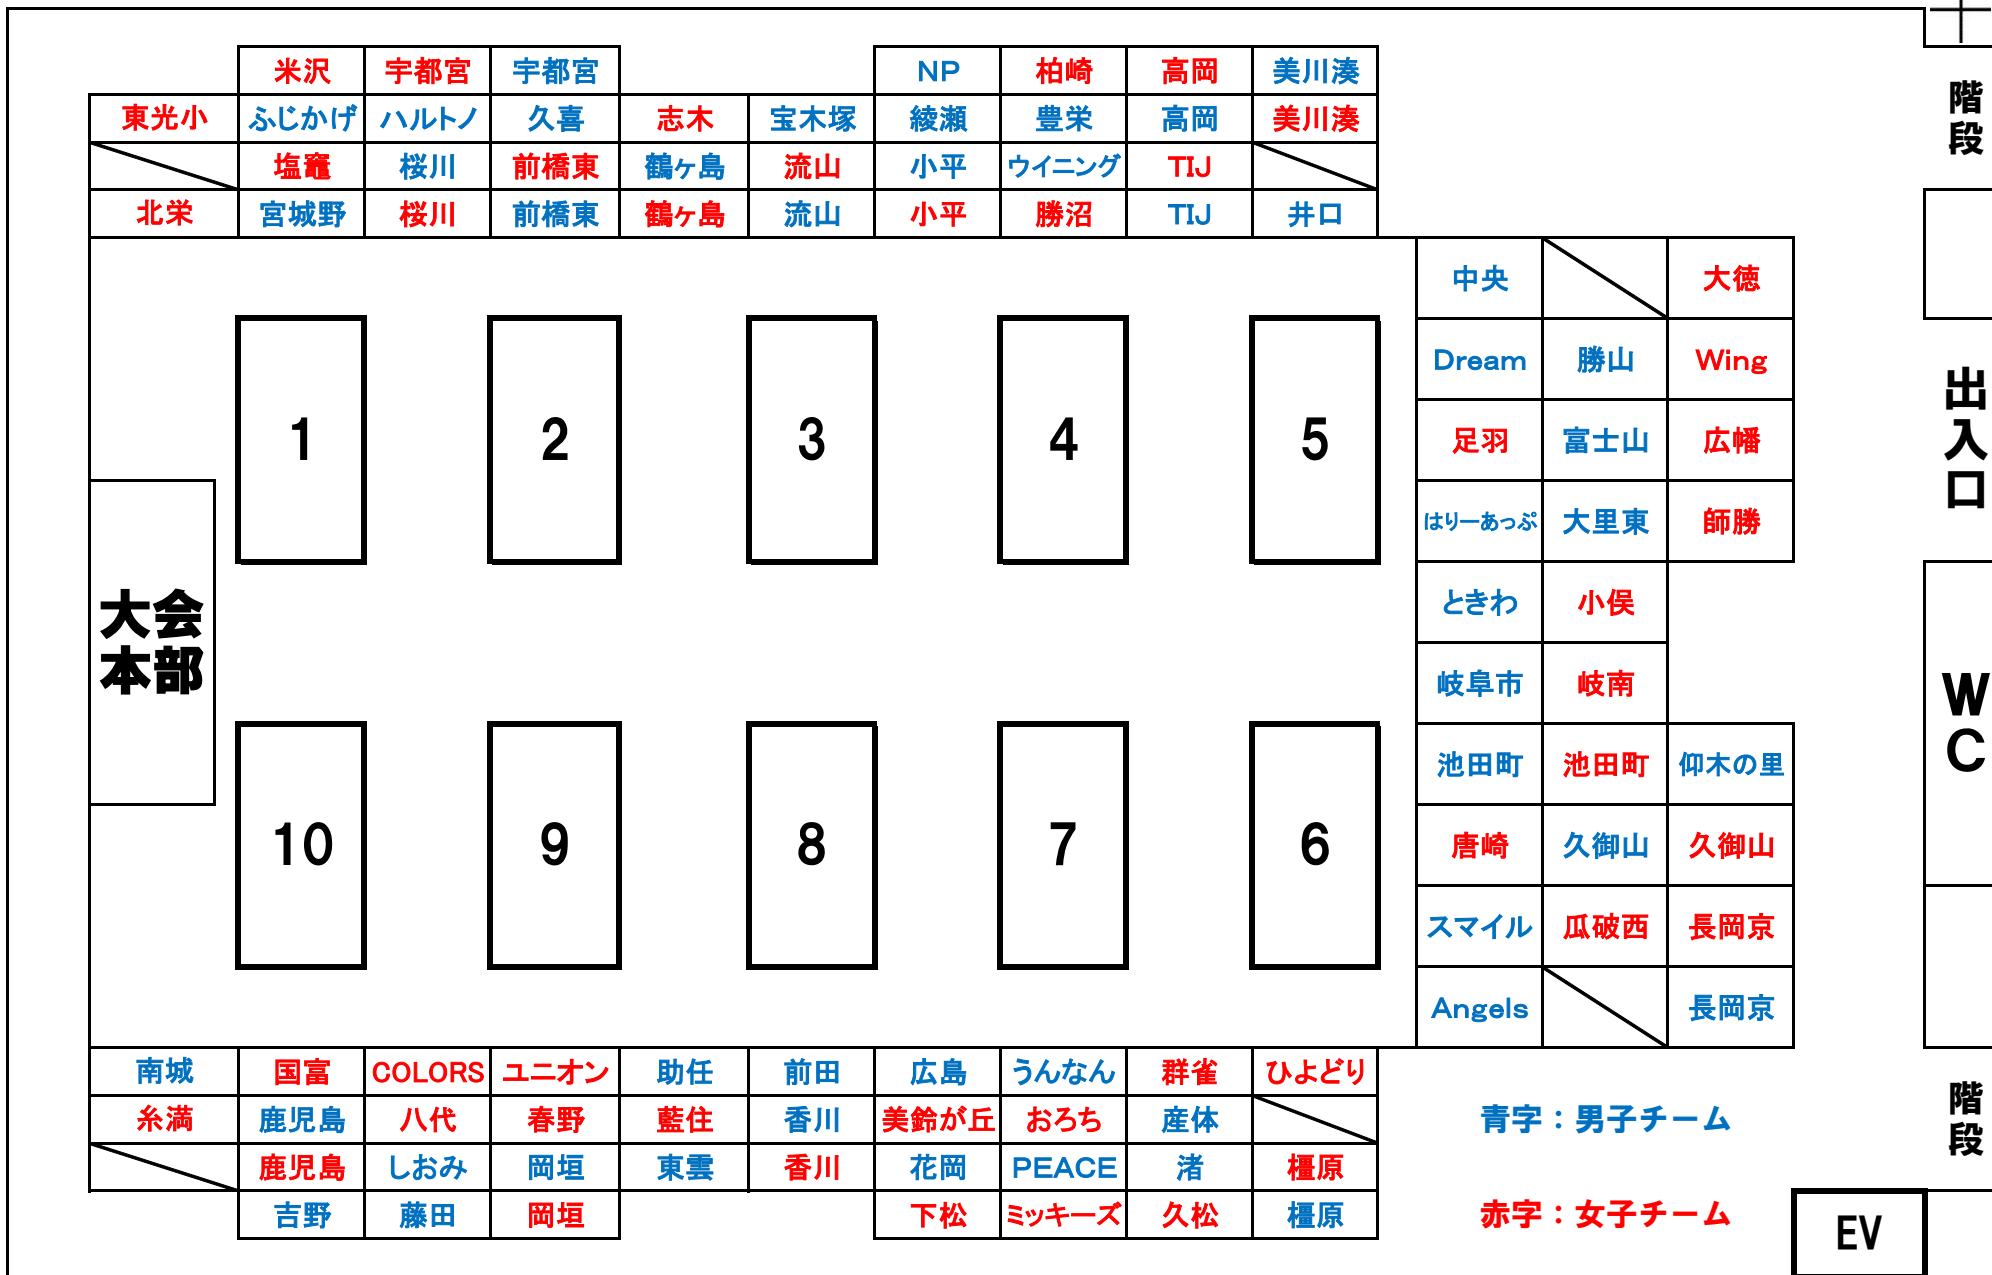 米沢 宇都宮 宇都宮 NP 柏崎 高岡 美川湊
東光小 ふじかげ ハルトノ 久喜 志木 宝木塚 綾瀬 豊栄 高岡 美川湊
塩竈 桜川 前橋東 鶴ヶ島 流山 小平 ウイニング TIJ
北栄 宮城野 桜川 前橋東 鶴ヶ島 流山 小平 勝沼 TIJ 井口
階段
中央 大徳
Dream 勝山 Wing
足羽 富士山 広幡
はりーあっぷ 大里東 師勝
ときわ 小俣
岐阜市 岐南
池田町 池田町 仰木の里
唐崎 久御山 久御山
スマイル 瓜破西 長岡京
Angels 長岡京
出入口
WC
1 2 3 4 5
大会
本部
10 9 8 7 6
南城 国富 COLORS ユニオン 助任 前田 広島 うんなん 群雀 ひよどり
糸満 鹿児島 八代 春野 藍住 香川 美鈴が丘 おろち 産体
鹿児島 しおみ 岡垣 東雲 香川 花岡 PEACE 渚 橿原
吉野 藤田 岡垣 下松 ミッキーズ 久松 橿原
青字：男子チーム
赤字：女子チーム
階段
EV